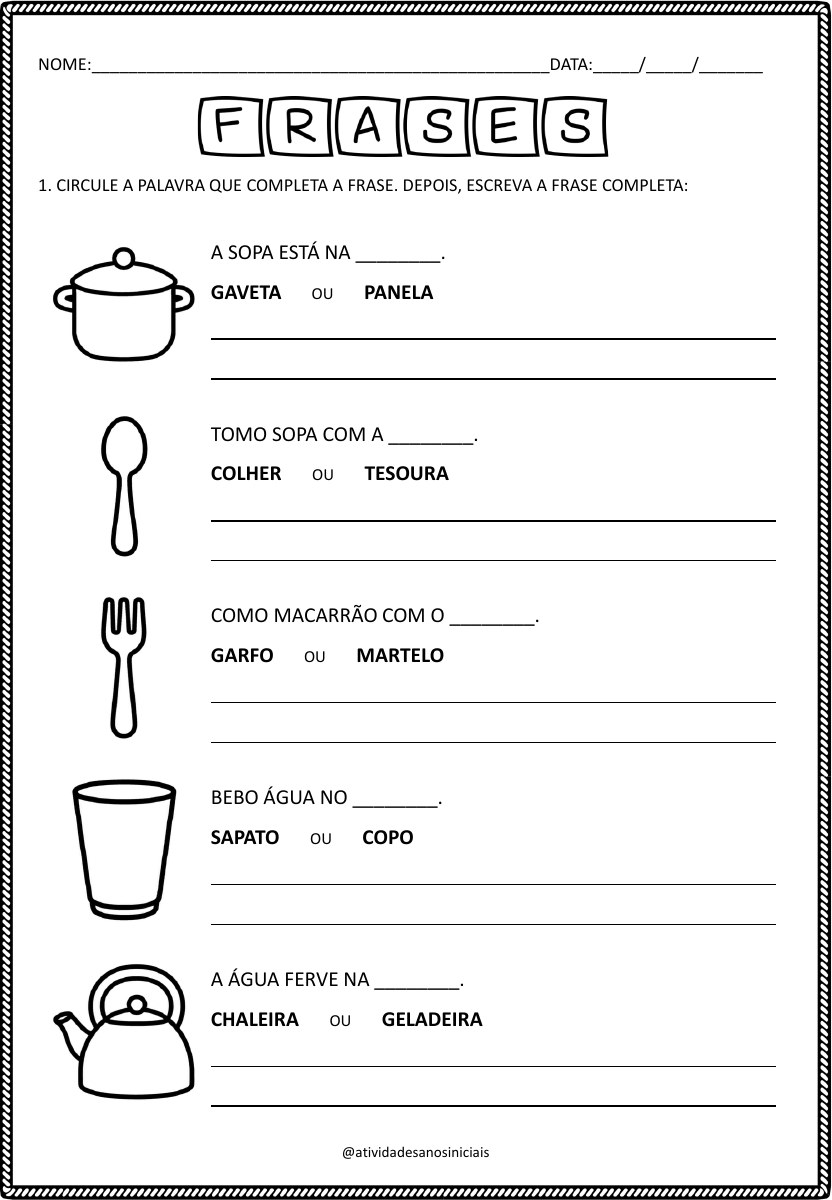 NOME:__________________________________________________DATA:_____/_____/_______
FRASES
1. CIRCULE A PALAVRA QUE COMPLETA A FRASE. DEPOIS, ESCREVA A FRASE COMPLETA:
A SOPA ESTÁ NA ________.
GAVETA OU PANELA
TOMO SOPA COM A ________.
COLHER OU TESOURA
COMO MACARRÃO COM O ________.
GARFO OU MARTELO
BEBO ÁGUA NO ________.
SAPATO OU COPO
A ÁGUA FERVE NA ________.
CHALEIRA OU GELADEIRA
@atividadesanosiniciais